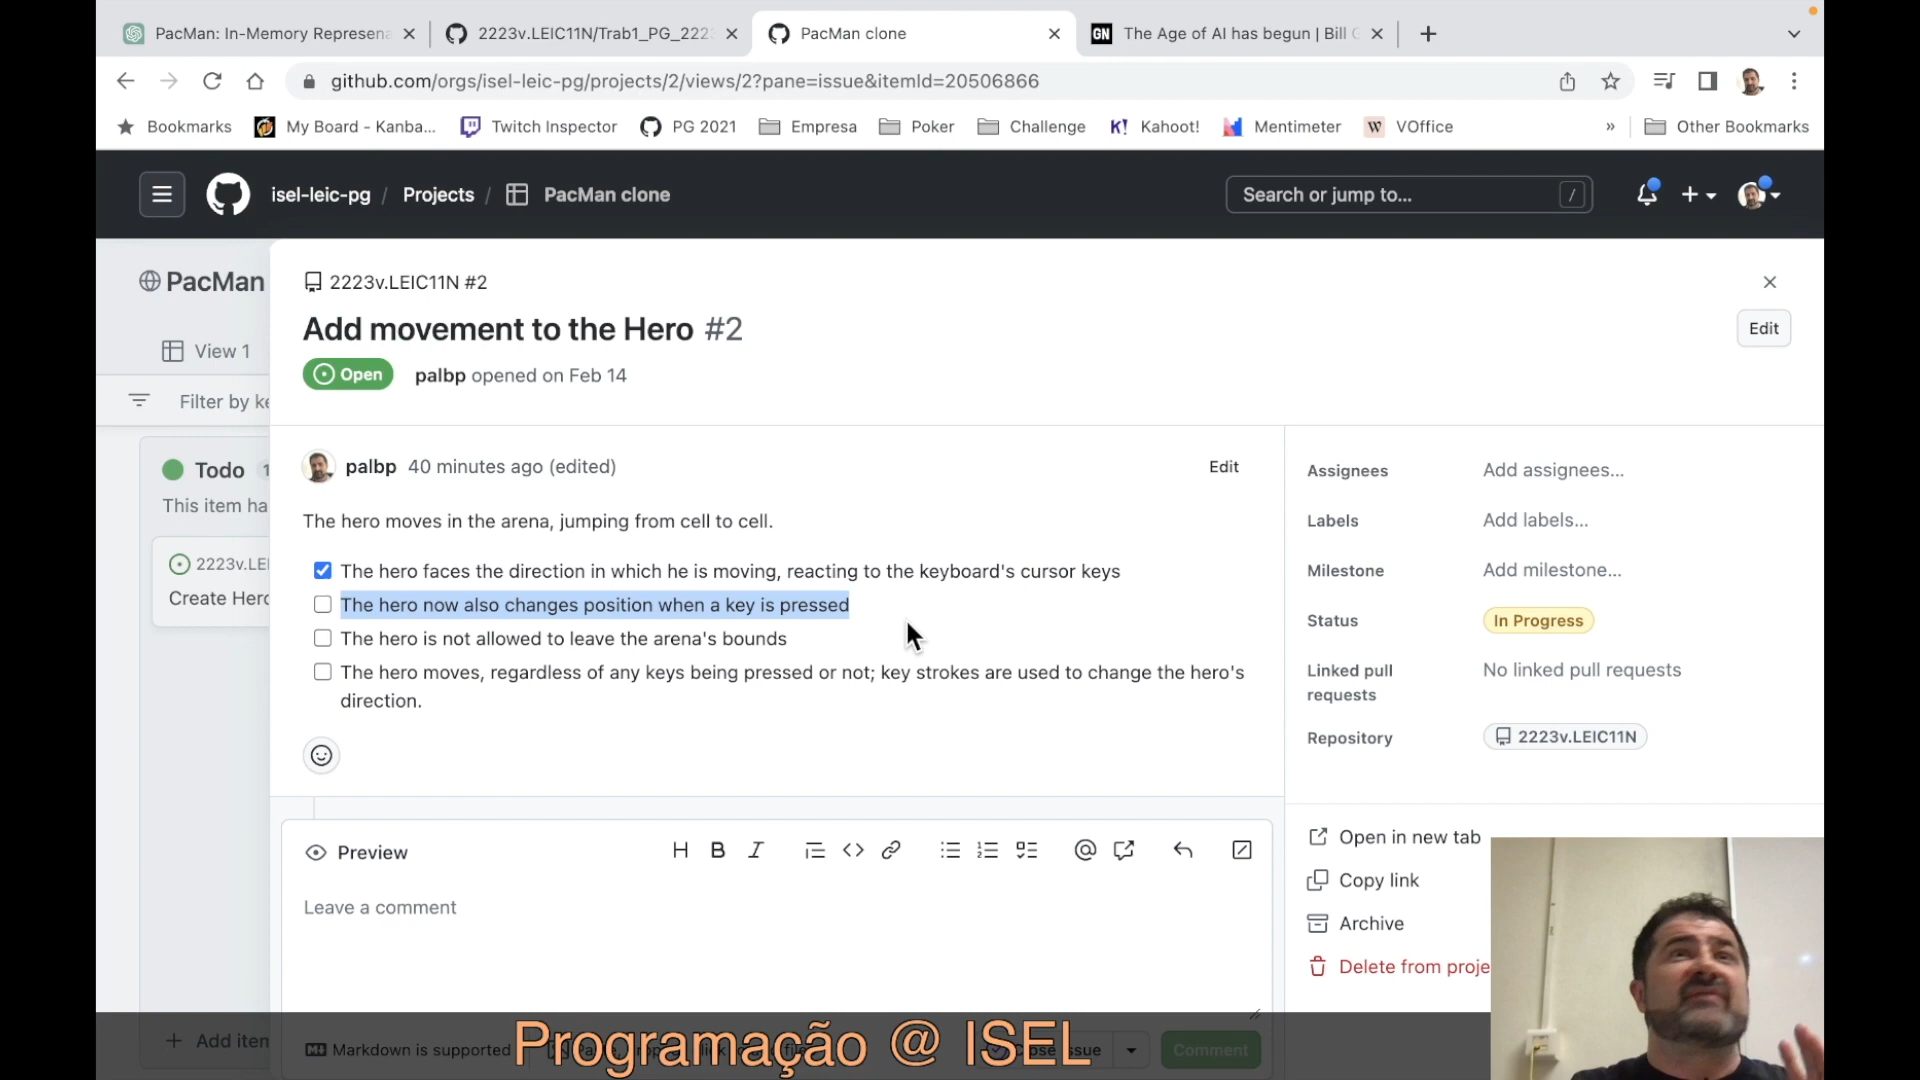 PacMan: In-Memory Represena
2223v.LEIC11N/Trab1_PG_222
PacMan clone
The Age of AI has begun | Bill G
github.com/orgs/isel-leic-pg/projects/2/views/2?pane=issue&itemId=20506866
Bookmarks
My Board - Kanba...
Twitch Inspector
PG 2021
Empresa
Poker
Challenge
Kahoot!
Mentimeter
VOffice
»
Other Bookmarks
isel-leic-pg / Projects / PacMan clone
Search or jump to... /
PacMan
2223v.LEIC11N #2
Add movement to the Hero #2
Edit
View 1
Open
palbp opened on Feb 14
Filter by ke
palbp 40 minutes ago (edited)
Edit
Todo 1
This item ha
2223v.LEI
Create Herc
The hero moves in the arena, jumping from cell to cell.
The hero faces the direction in which he is moving, reacting to the keyboard's cursor keys
The hero now also changes position when a key is pressed
The hero is not allowed to leave the arena's bounds
The hero moves, regardless of any keys being pressed or not; key strokes are used to change the hero's
direction.
Assignees
Add assignees...
Labels
Add labels...
Milestone
Add milestone...
Status
In Progress
Linked pull
requests
No linked pull requests
Repository
2223v.LEIC11N
Preview
Leave a comment
Open in new tab
Copy link
Archive
Delete from proje
Add item
Markdown is supported
Programação @ ISEL
Comment